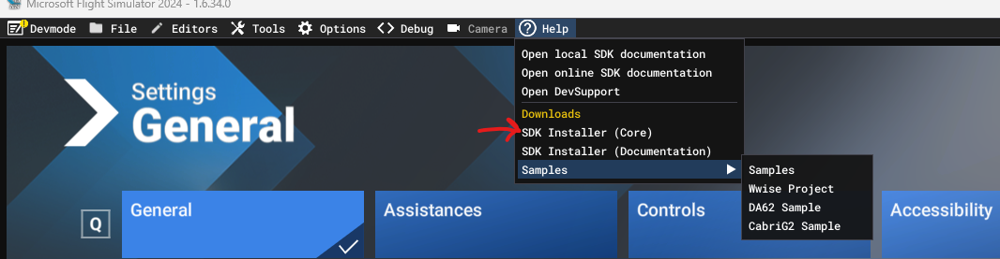 Microsoft Flight Simulator 2024 - 1.6.34.0
Devmode File Editors Tools Options Debug Camera Help
Open local SDK documentation
Open online SDK documentation
Open DevSupport
Downloads
SDK Installer (Core)
SDK Installer (Documentation)
Samples
Samples
Wwise Project
DA62 Sample
CabriG2 Sample
Settings
General
Q
General
Assistances
Controls
Accessibility